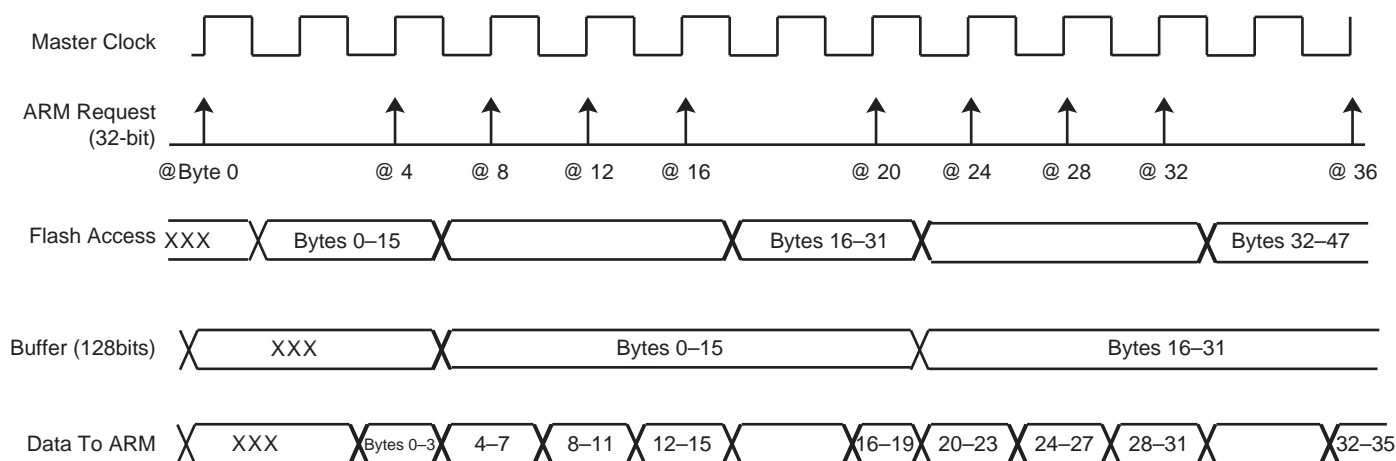 Master Clock
ARM Request
(32-bit)
@Byte 0 @ 4 @ 8 @ 12 @ 16 @ 20 @ 24 @ 28 @ 32 @ 36
Flash Access XXX Bytes 0–15 Bytes 16–31 Bytes 32–47
Buffer (128bits) XXX Bytes 0–15 Bytes 16–31
Data To ARM XXX Bytes 0–3 4–7 8–11 12–15 16–19 20–23 24–27 28–31 32–35